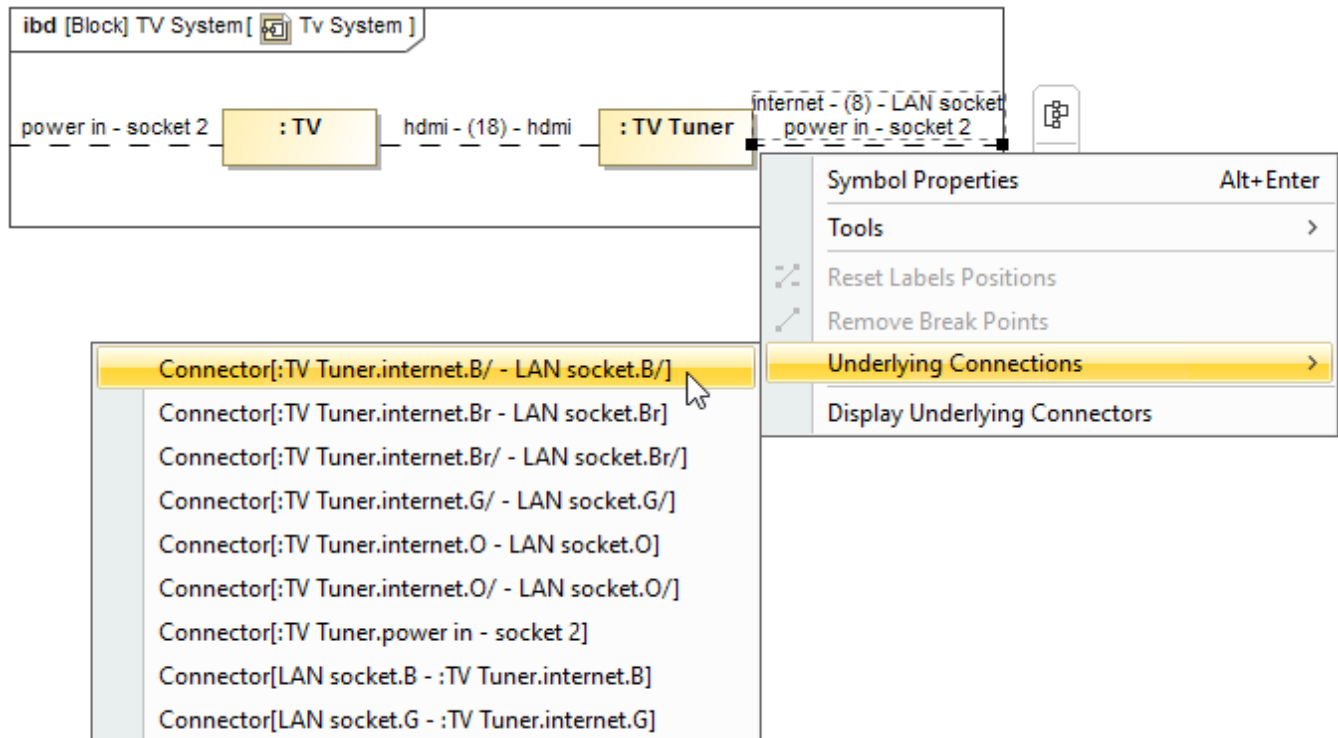 ibd [Block] TV System[ Tv System ]
internet - (8) - LAN socket
power in - socket 2
: TV
hdmi - (18) - hdmi
: TV Tuner
power in - socket 2
Symbol Properties Alt+Enter
Tools
Reset Labels Positions
Remove Break Points
Underlying Connections
Display Underlying Connectors
Connector[:TV Tuner.internet.B/ - LAN socket.B/]
Connector[:TV Tuner.internet.Br - LAN socket.Br]
Connector[:TV Tuner.internet.Br/ - LAN socket.Br/]
Connector[:TV Tuner.internet.G/ - LAN socket.G/]
Connector[:TV Tuner.internet.O - LAN socket.O]
Connector[:TV Tuner.internet.O/ - LAN socket.O/]
Connector[:TV Tuner.power in - socket 2]
Connector[LAN socket.B - :TV Tuner.internet.B]
Connector[LAN socket.G - :TV Tuner.internet.G]